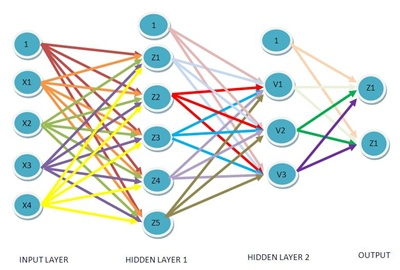 1
X1
X2
X3
X4
1
Z1
Z2
Z3
Z4
Z5
1
V1
V2
V3
Z1
Z1
INPUT LAYER
HIDDEN LAYER 1
HIDDEN LAYER 2
OUTPUT